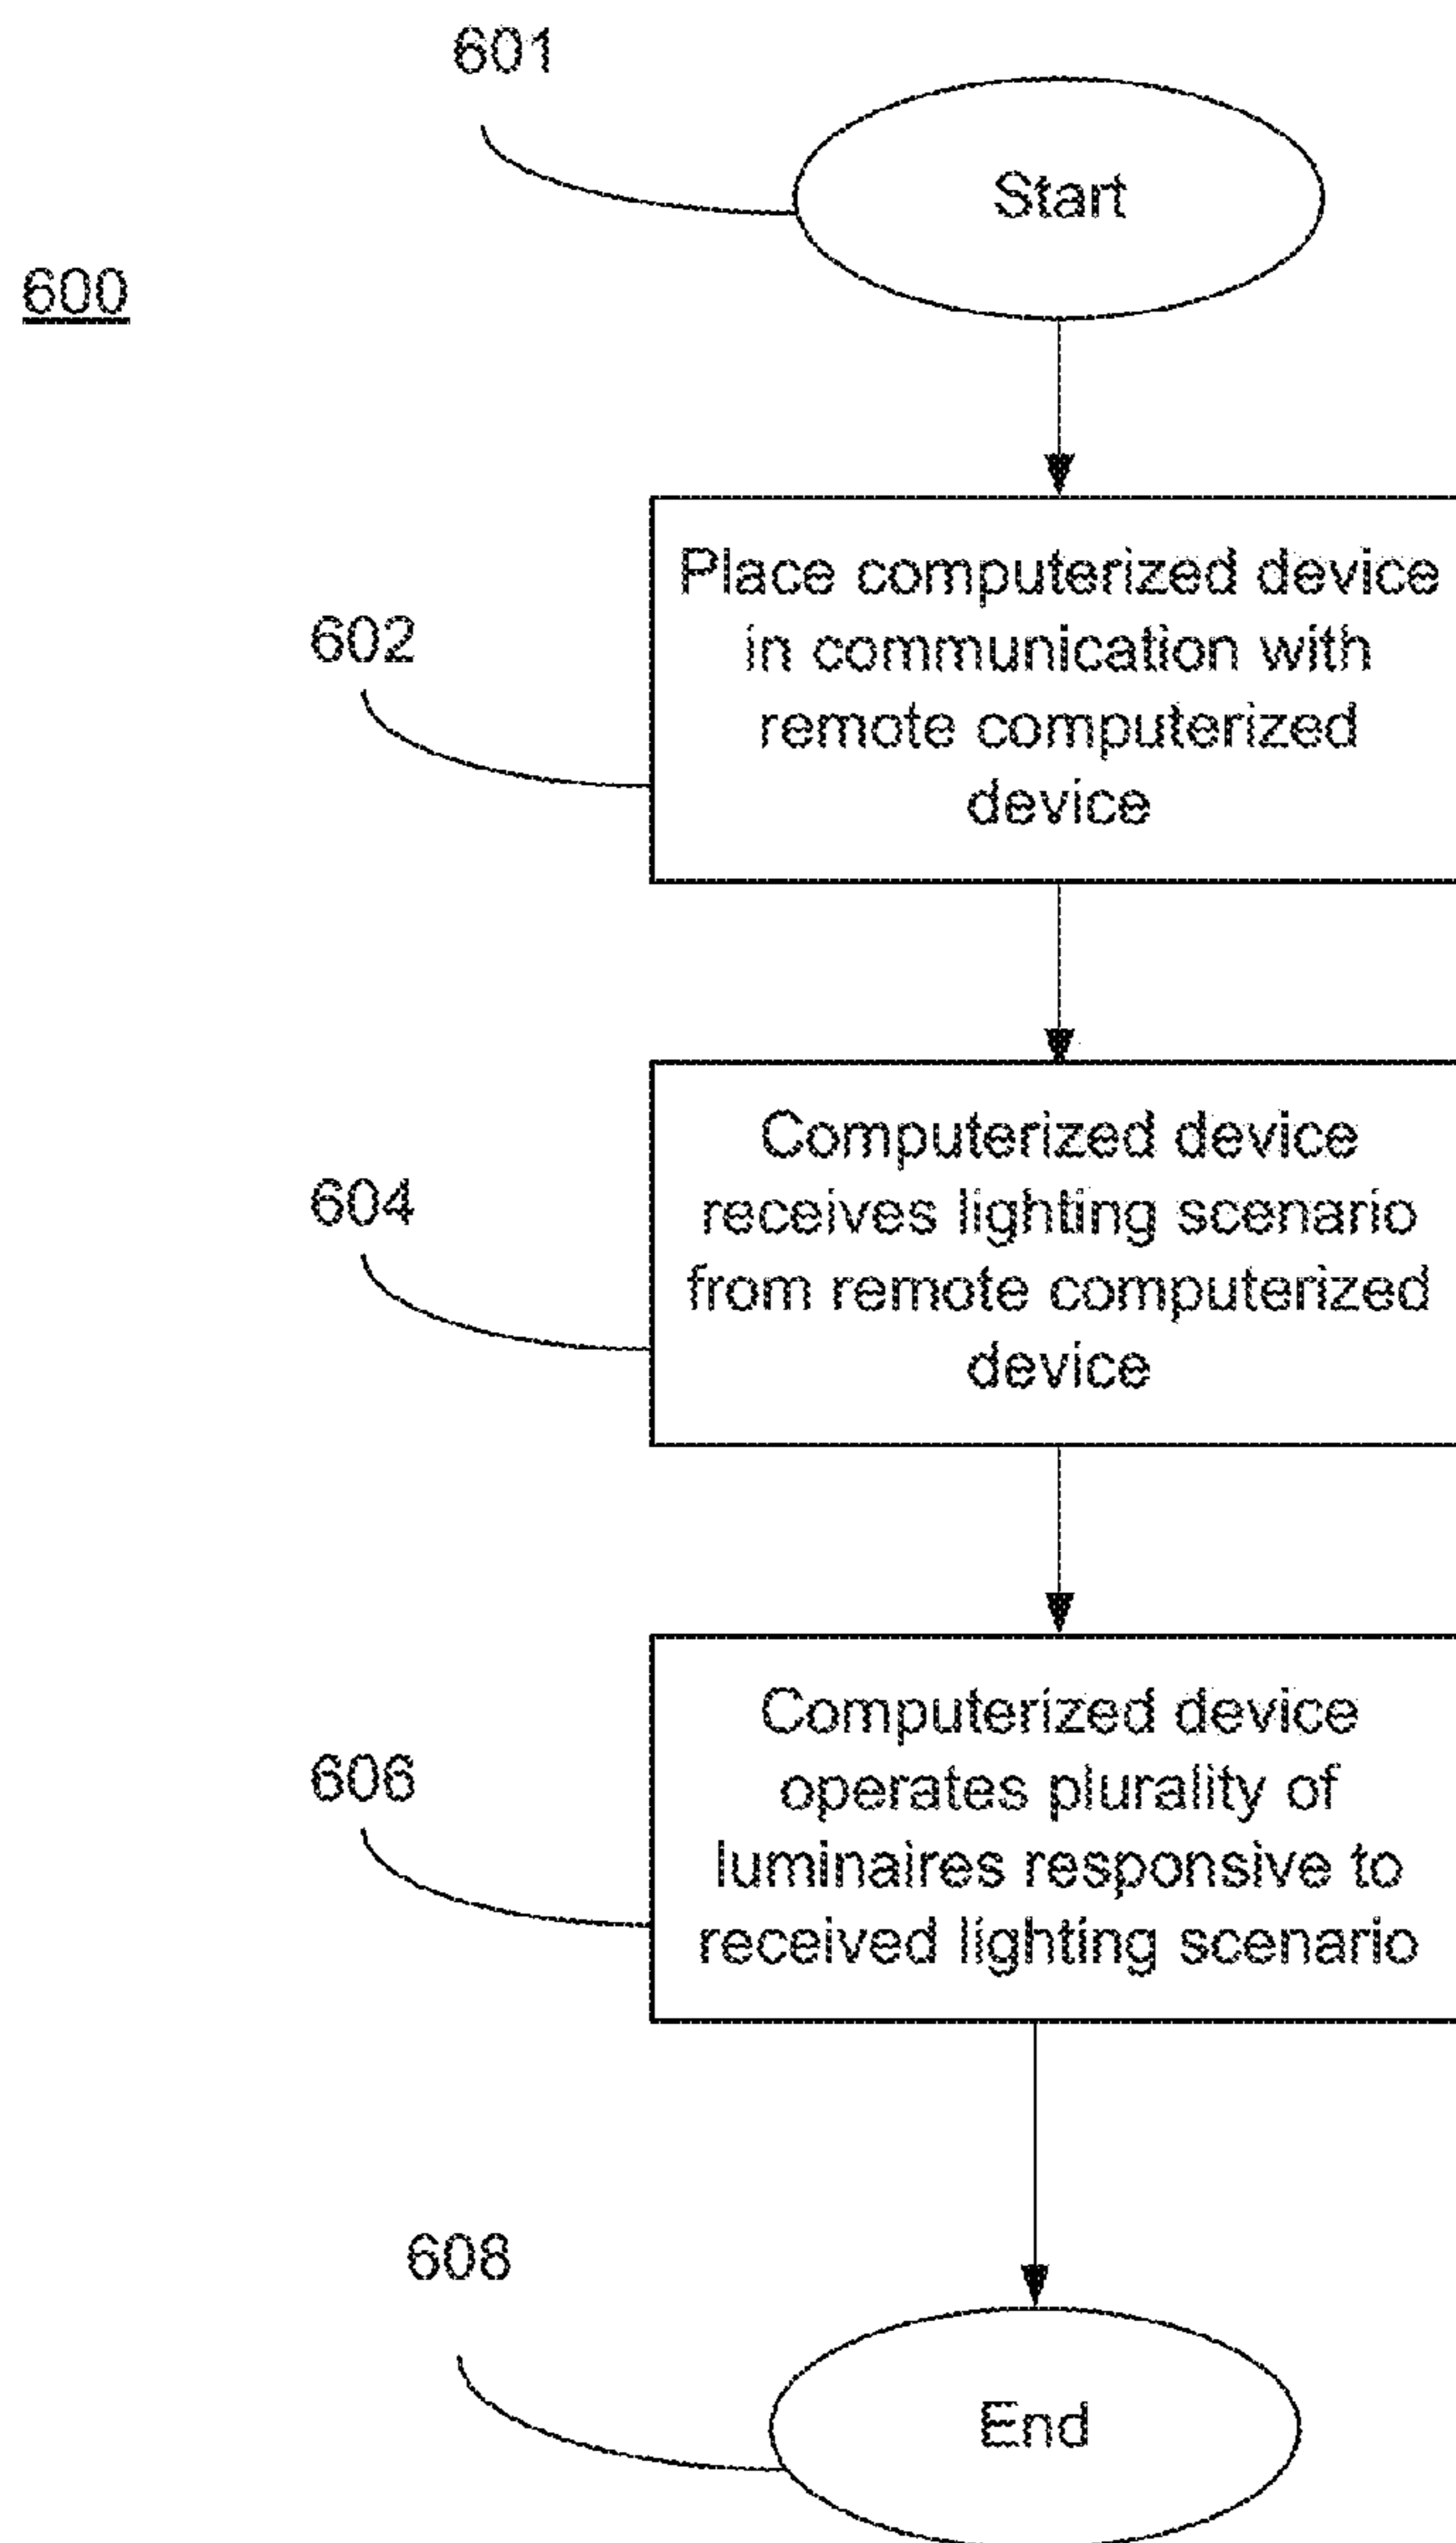 601
Start
600
Place computerized device
in communication with
remote computerized
device
602
Computerized device
receives lighting scenario
from remote computerized
device
604
Computerized device
operates plurality of
luminaires responsive to
received lighting scenario
606
608
End